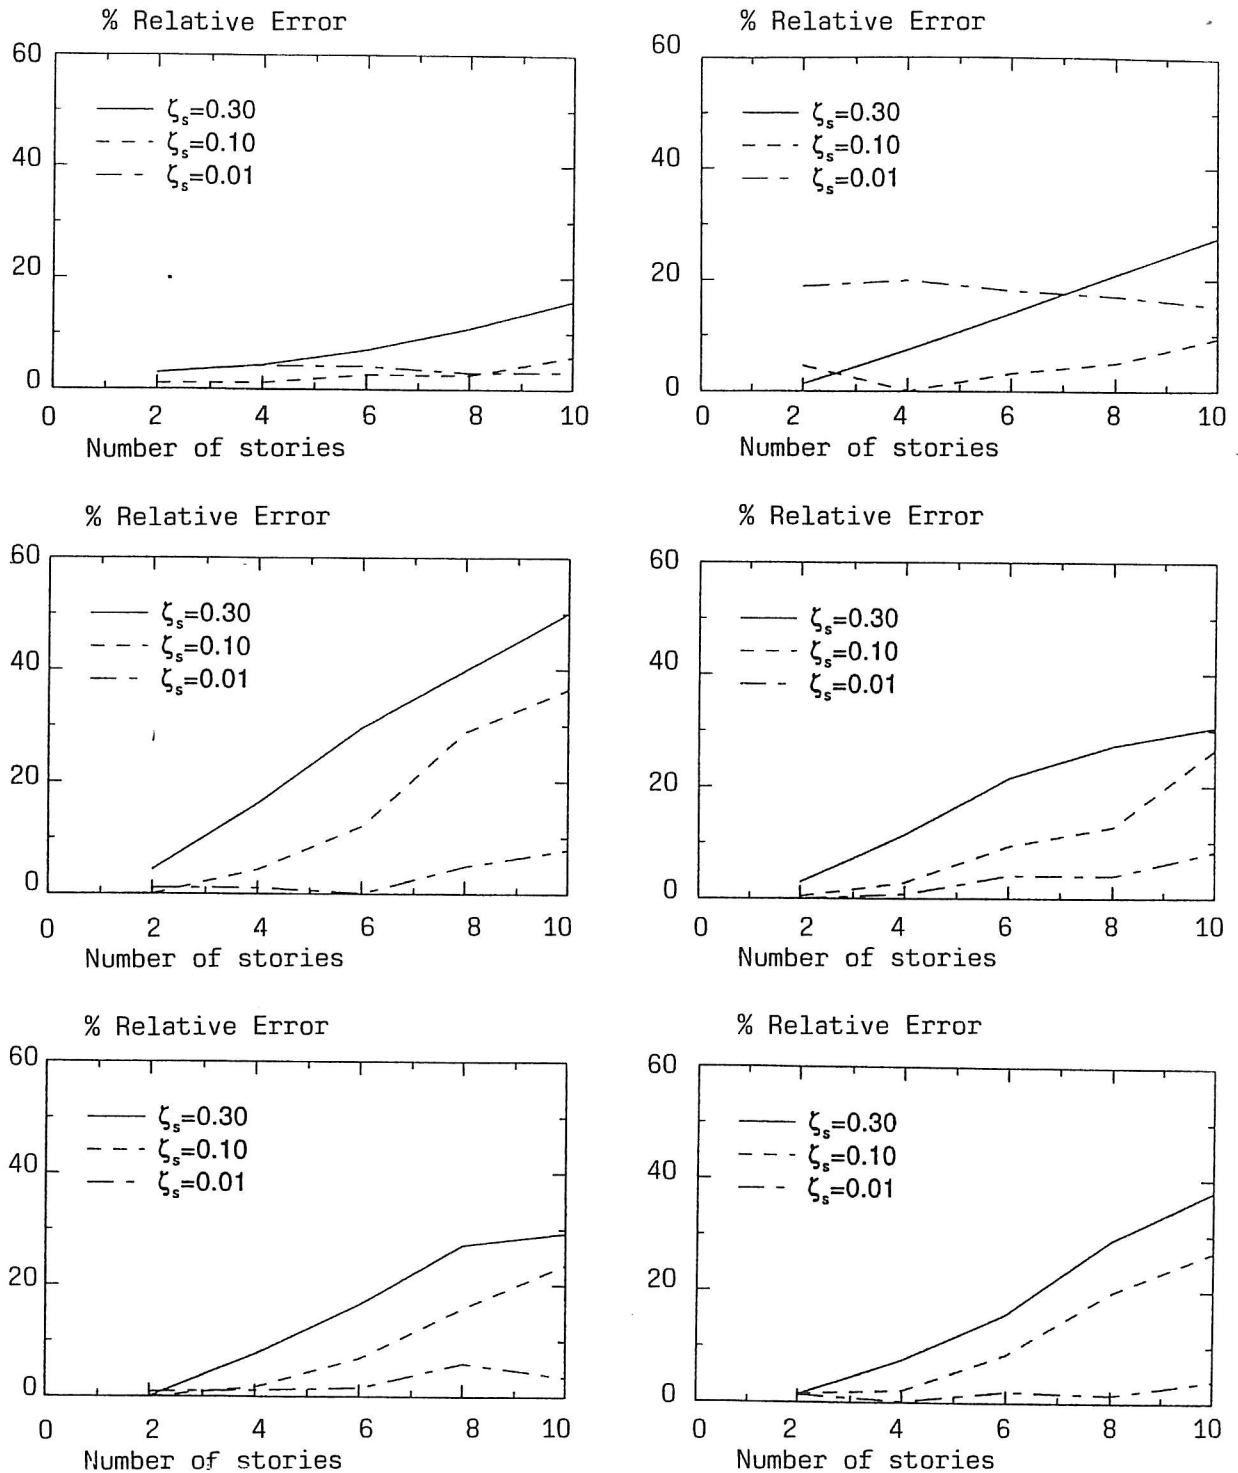 % Relative Error
60
40
20
0
ζs=0.30
ζs=0.10
ζs=0.01
0 2 4 6 8 10
Number of stories
% Relative Error
60
40
20
0
ζs=0.30
ζs=0.10
ζs=0.01
0 2 4 6 8 10
Number of stories
% Relative Error
60
40
20
0
ζs=0.30
ζs=0.10
ζs=0.01
0 2 4 6 8 10
Number of stories
% Relative Error
60
40
20
0
ζs=0.30
ζs=0.10
ζs=0.01
0 2 4 6 8 10
Number of stories
% Relative Error
60
40
20
0
ζs=0.30
ζs=0.10
ζs=0.01
0 2 4 6 8 10
Number of stories
% Relative Error
60
40
20
0
ζs=0.30
ζs=0.10
ζs=0.01
0 2 4 6 8 10
Number of stories